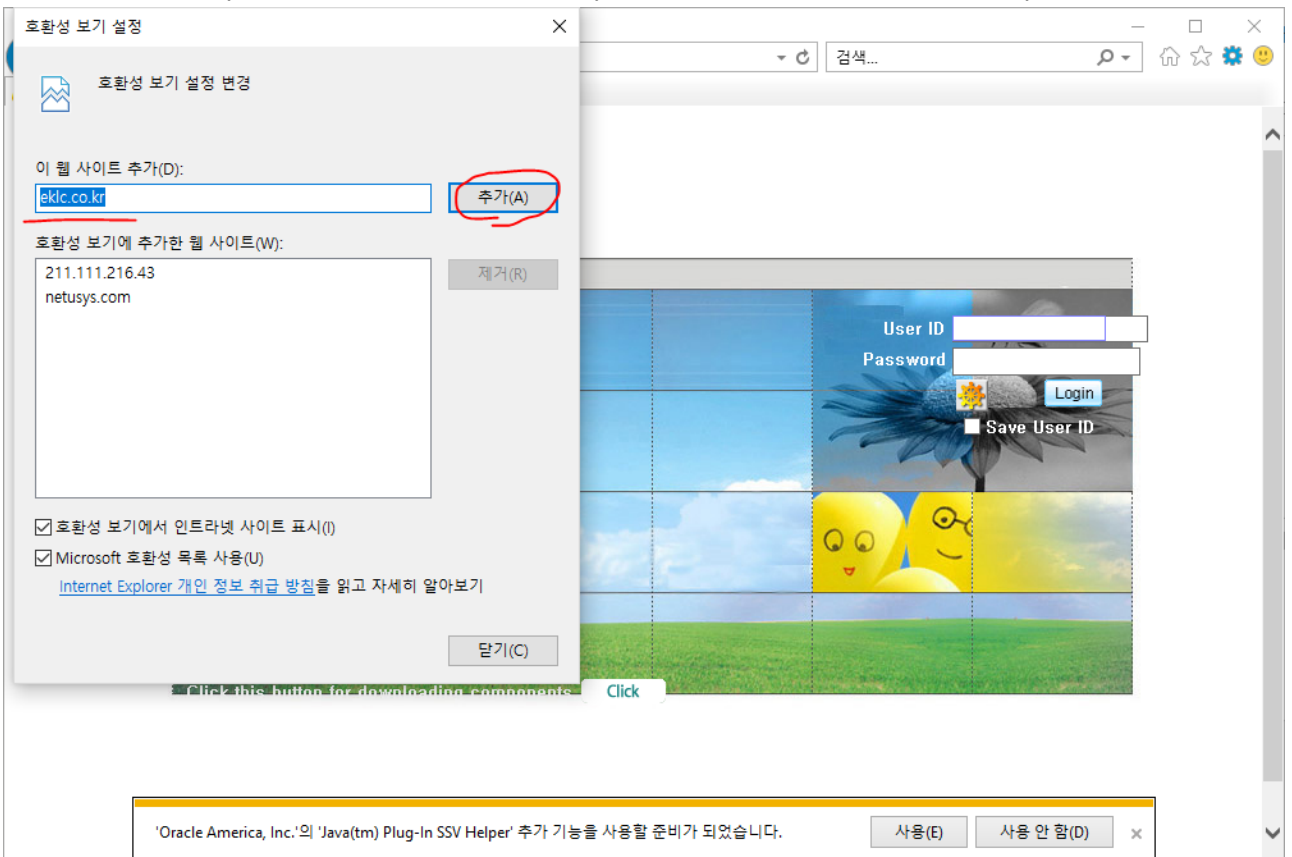 호환성 보기 설정
검색...
호환성 보기 설정 변경
이 웹 사이트 추가(D):
eklc.co.kr
추가(A)
호환성 보기에 추가한 웹 사이트(W):
211.111.216.43
제거(R)
netusys.com
User ID
Password
Login
Save User ID
호환성 보기에서 인트라넷 사이트 표시(I)
Microsoft 호환성 목록 사용(U)
Internet Explorer 개인 정보 취급 방침을 읽고 자세히 알아보기
닫기(C)
Click this button for downloading components
Click
'Oracle America, Inc.'의 'Java(tm) Plug-In SSV Helper' 추가 기능을 사용할 준비가 되었습니다.
사용(E)
사용 안 함(D)